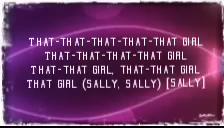 THAT-THAT-THAT-THAT-THAT GIRL
THAT-THAT-THAT-THAT GIRL
THAT-THAT GIRL, THAT-THAT GIRL
THAT GIRL (SALLY, SALLY) [SALLY]